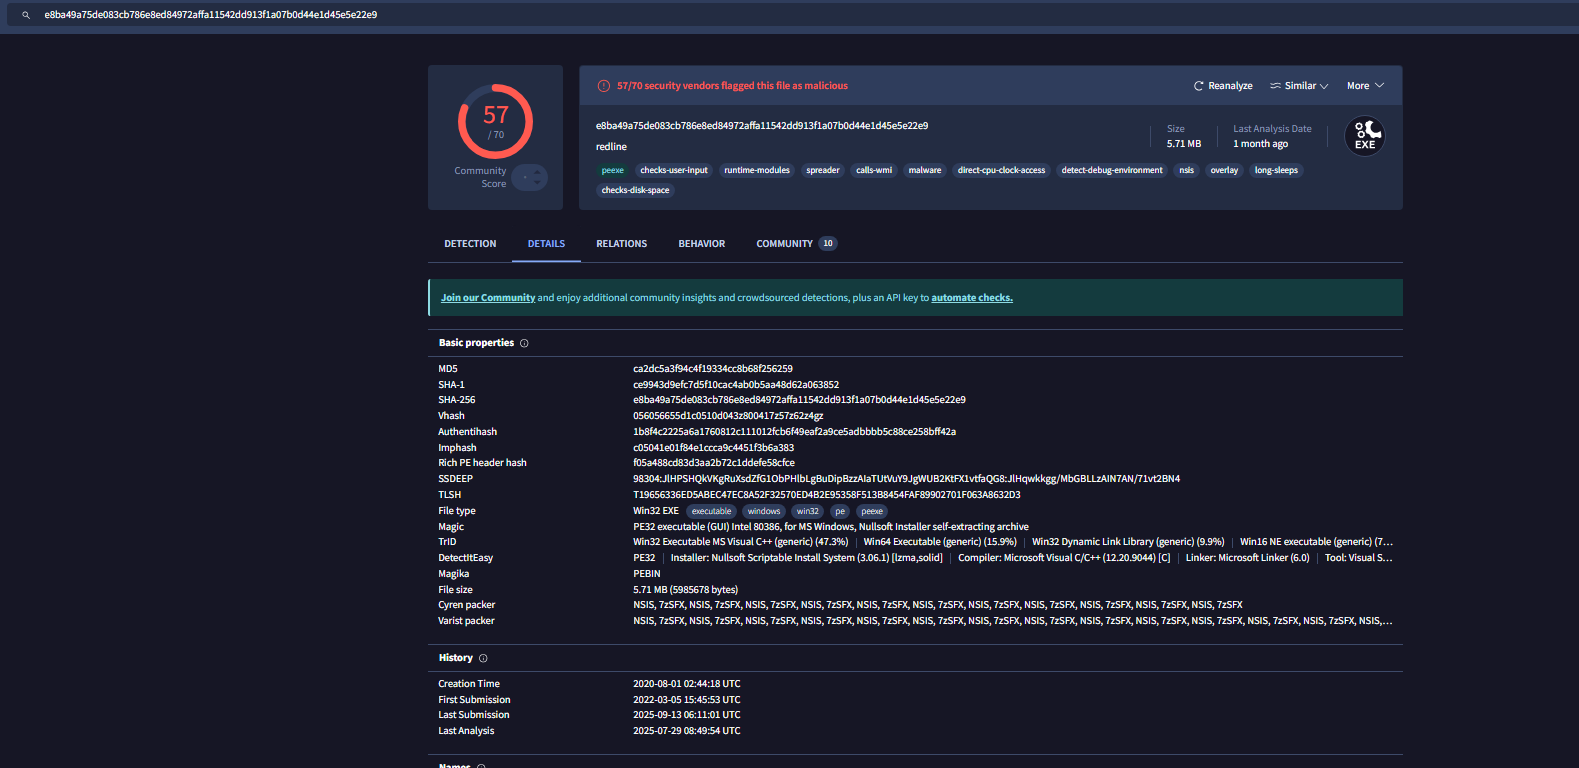 e8ba49a75de083cb786e8ed84972affa11542dd913f1a07b0d44e1d45e5e22e9
57
/ 70
Community
Score
57/70 security vendors flagged this file as malicious
Reanalyze
Similar
More
e8ba49a75de083cb786e8ed84972affa11542dd913f1a07b0d44e1d45e5e22e9
redline
Size
5.71 MB
Last Analysis Date
1 month ago
EXE
peexe checks-user-input runtime-modules spreader calls-wmi malware direct-cpu-clock-access detect-debug-environment nsis overlay long-sleeps
checks-disk-space
DETECTION DETAILS RELATIONS BEHAVIOR COMMUNITY 10
Join our Community and enjoy additional community insights and crowdsourced detections, plus an API key to automate checks.
Basic properties
MD5 ca2dc5a3f94c4f19334cc8b68f256259
SHA-1 ce9943d9efc7d5f10cac4ab0b5aa48d62a063852
SHA-256 e8ba49a75de083cb786e8ed84972affa11542dd913f1a07b0d44e1d45e5e22e9
Vhash 056056655d1c0510d043z800417z57z62z4gz
Authentihash 1b8f4c2225a6a1760812c111012fcb6f49eaf2a9ce5adbbbb5c88ce258bff42a
Imphash c05041e01f84e1ccca9c4451f3b6a383
Rich PE header hash f05a488cd83d3aa2b72c1ddefe58cfce
SSDEEP 98304:JlHPSHQkVKgRuXsdZfG1ObPHlbLgBuDipBzzAIaTUtVuY9JgWUB2KtFX1vtfaQG8:JlHqwkkgg/MbGBLLzAIN7AN/71vt2BN4
TLSH T19656336ED5ABEC47EC8A52F32570ED4B2E95358F513B8454FAF89902701F063A8632D3
File type Win32 EXE executable windows win32 pe peexe
Magic PE32 executable (GUI) Intel 80386, for MS Windows, Nullsoft Installer self-extracting archive
TrID Win32 Executable MS Visual C++ (generic) (47.3%) Win64 Executable (generic) (15.9%) Win32 Dynamic Link Library (generic) (9.9%) Win16 NE executable (generic) (7...
DetectItEasy PE32 Installer: Nullsoft Scriptable Install System (3.06.1) [lzma,solid] Compiler: Microsoft Visual C/C++ (12.20.9044) [C] Linker: Microsoft Linker (6.0) Tool: Visual S...
Magika PEBIN
File size 5.71 MB (5985678 bytes)
Cyren packer NSIS, 7zSFX, NSIS, 7zSFX, NSIS, 7zSFX, NSIS, 7zSFX, NSIS, 7zSFX, NSIS, 7zSFX, NSIS, 7zSFX, NSIS, 7zSFX, NSIS, 7zSFX, NSIS, 7zSFX, NSIS, 7zSFX
Varist packer NSIS, 7zSFX, NSIS, 7zSFX, NSIS, 7zSFX, NSIS, 7zSFX, NSIS, 7zSFX, NSIS, 7zSFX, NSIS, 7zSFX, NSIS, 7zSFX, NSIS, 7zSFX, NSIS, 7zSFX, NSIS, 7zSFX, NSIS, 7zSFX, NSIS, 7zSFX, NSIS,...
History
Creation Time 2020-08-01 02:44:18 UTC
First Submission 2022-03-05 15:45:53 UTC
Last Submission 2025-09-13 06:11:01 UTC
Last Analysis 2025-07-29 08:49:54 UTC
Names